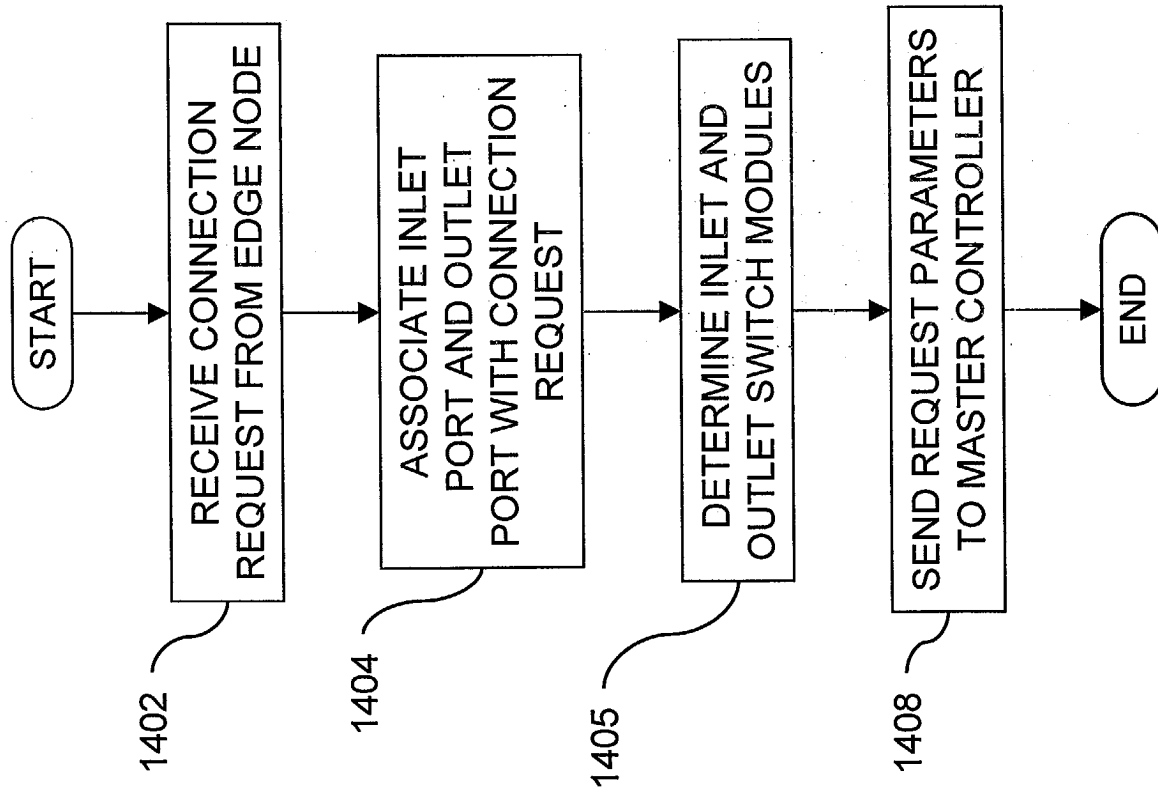 START
RECEIVE CONNECTION
REQUEST FROM EDGE NODE
1402
ASSOCIATE INLET
PORT AND OUTLET
PORT WITH CONNECTION
REQUEST
1404
DETERMINE INLET AND
OUTLET SWITCH MODULES
1405
SEND REQUEST PARAMETERS
TO MASTER CONTROLLER
1408
END